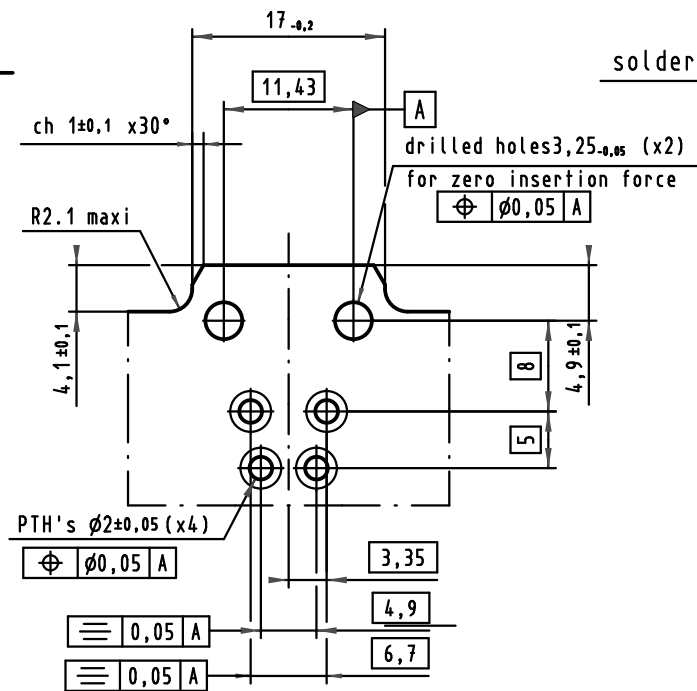 17 -0,2
solder
11,43
A
ch 1±0,1 x30°
drilled holes3,25-0,05 (x2)
for zero insertion force
⌖ ø0,05 A
R2.1 maxi
4,1±0,1
8
4,9±0,1
5
PTH's ø2±0,05 (x4)
⌖ ø0,05 A
3,35
4,9
⌯ 0,05 A
6,7
⌯ 0,05 A